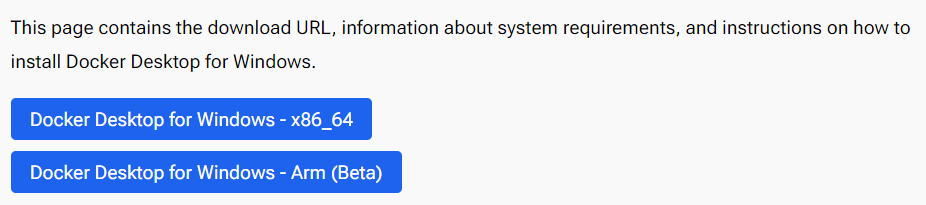 This page contains the download URL, information about system requirements, and instructions on how to
install Docker Desktop for Windows.
Docker Desktop for Windows - x86_64
Docker Desktop for Windows - Arm (Beta)